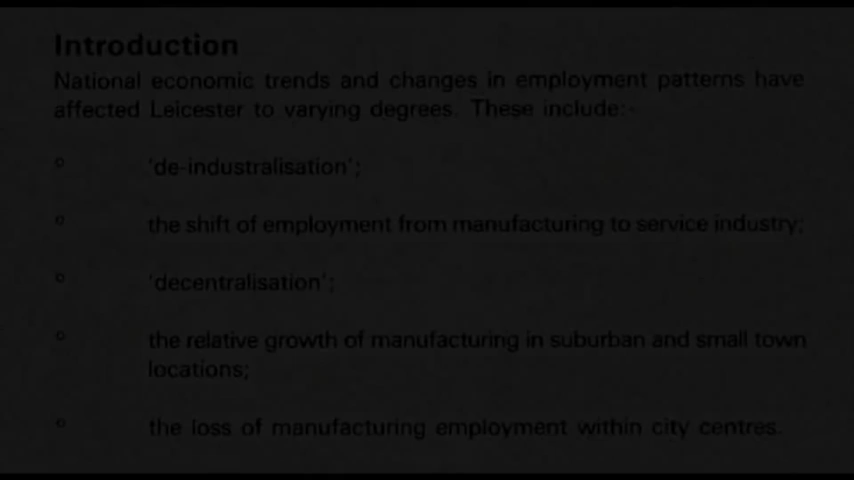 Introduction
National economic trends and changes in employment patterns have
affected Leicester to varying degrees. These include:-
° 'de-industralisation';
° the shift of employment from manufacturing to service industry;
° 'decentralisation';
° the relative growth of manufacturing in suburban and small town
locations;
° the loss of manufacturing employment within city centres.